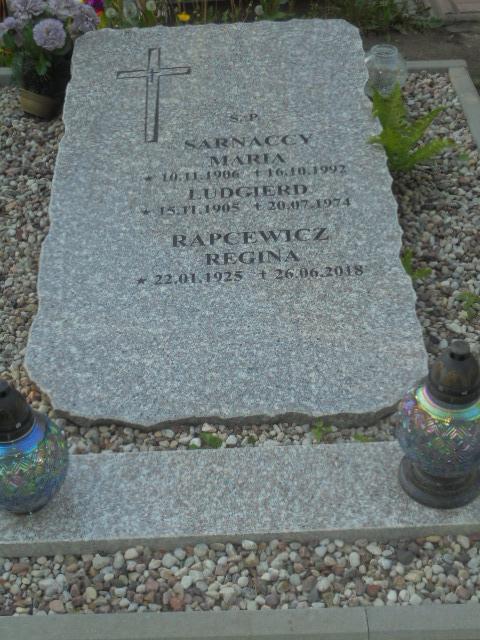 Ś.P.
SARNACCY
MARIA
* 10.11.1906 † 16.10.1992
LUDGIERD
* 15.11.1905 † 20.07.1974
RAPCEWICZ
REGINA
* 22.01.1925 † 26.06.2018